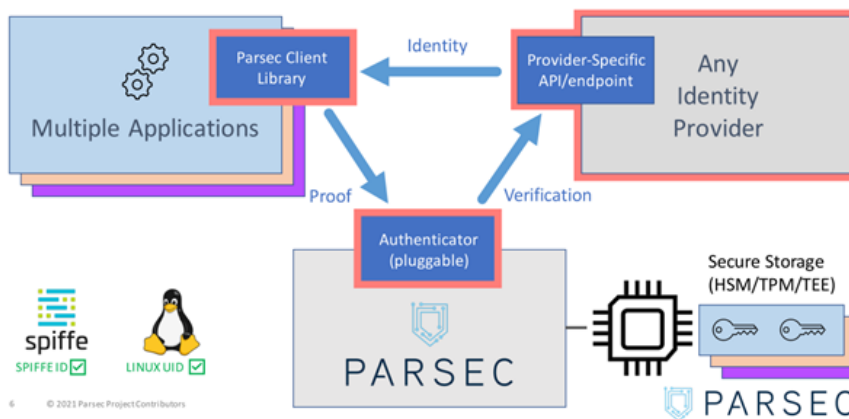 Multiple Applications
Parsec Client
Library
Identity
Provider-Specific
API/endpoint
Any
Identity
Provider
Proof
Verification
Authenticator
(pluggable)
Secure Storage
(HSM/TPM/TEE)
spiffe
SPIFFE ID
LINUX UID
PARSEC
6 © 2021 Parsec Project Contributors
PARSEC